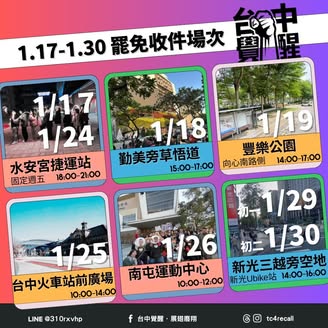 1.17-1.30 罷免收件場次
台中
覺醒
1/17
1/24
水安宮捷運站
固定週五 18:00-21:00
1/18
勤美旁草悟道
15:00-17:00
1/19
豐樂公園
向心南路側 14:00-17:00
1/25
台中火車站前廣場
10:00-14:00
1/26
南屯運動中心
10:00-12:00
初一 1/29
初二 1/30
新光三越旁空地
新光Ubike站 14:00-16:00
LINE @310rxvhp
台中覺醒·展翅廢翔
tc4recall